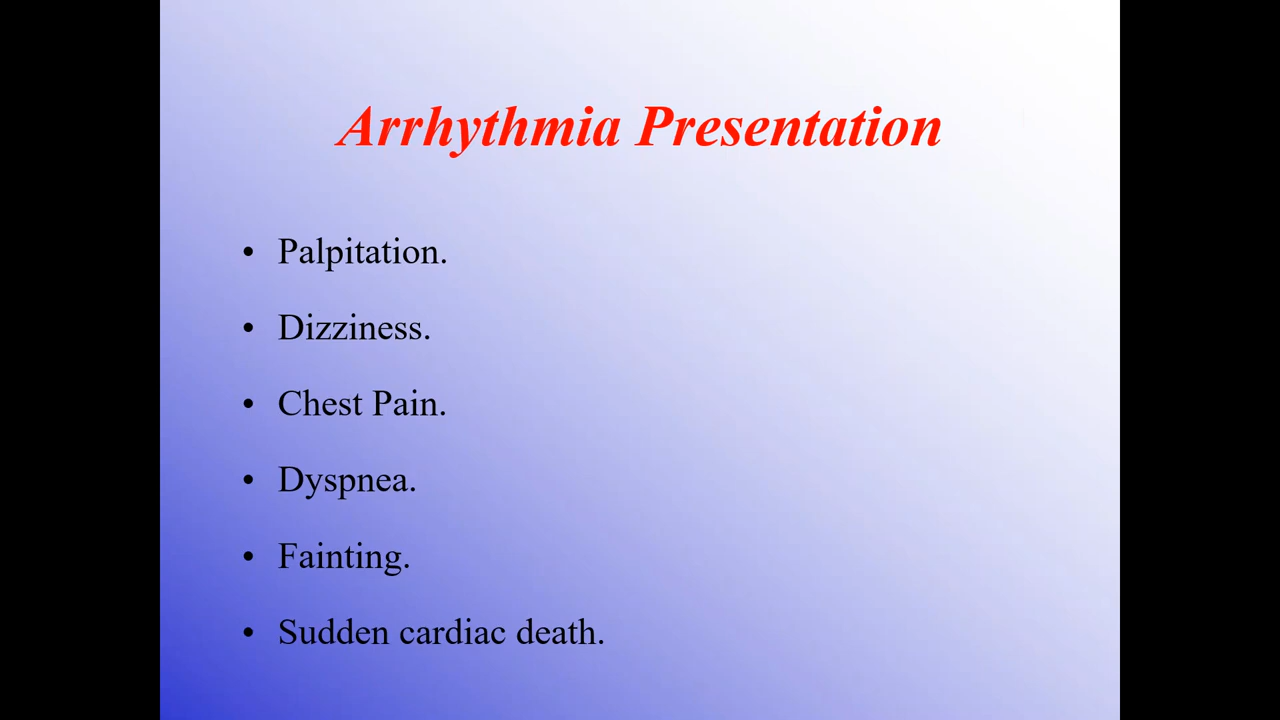 Arrhythmia Presentation
• Palpitation.
• Dizziness.
• Chest Pain.
• Dyspnea.
• Fainting.
• Sudden cardiac death.